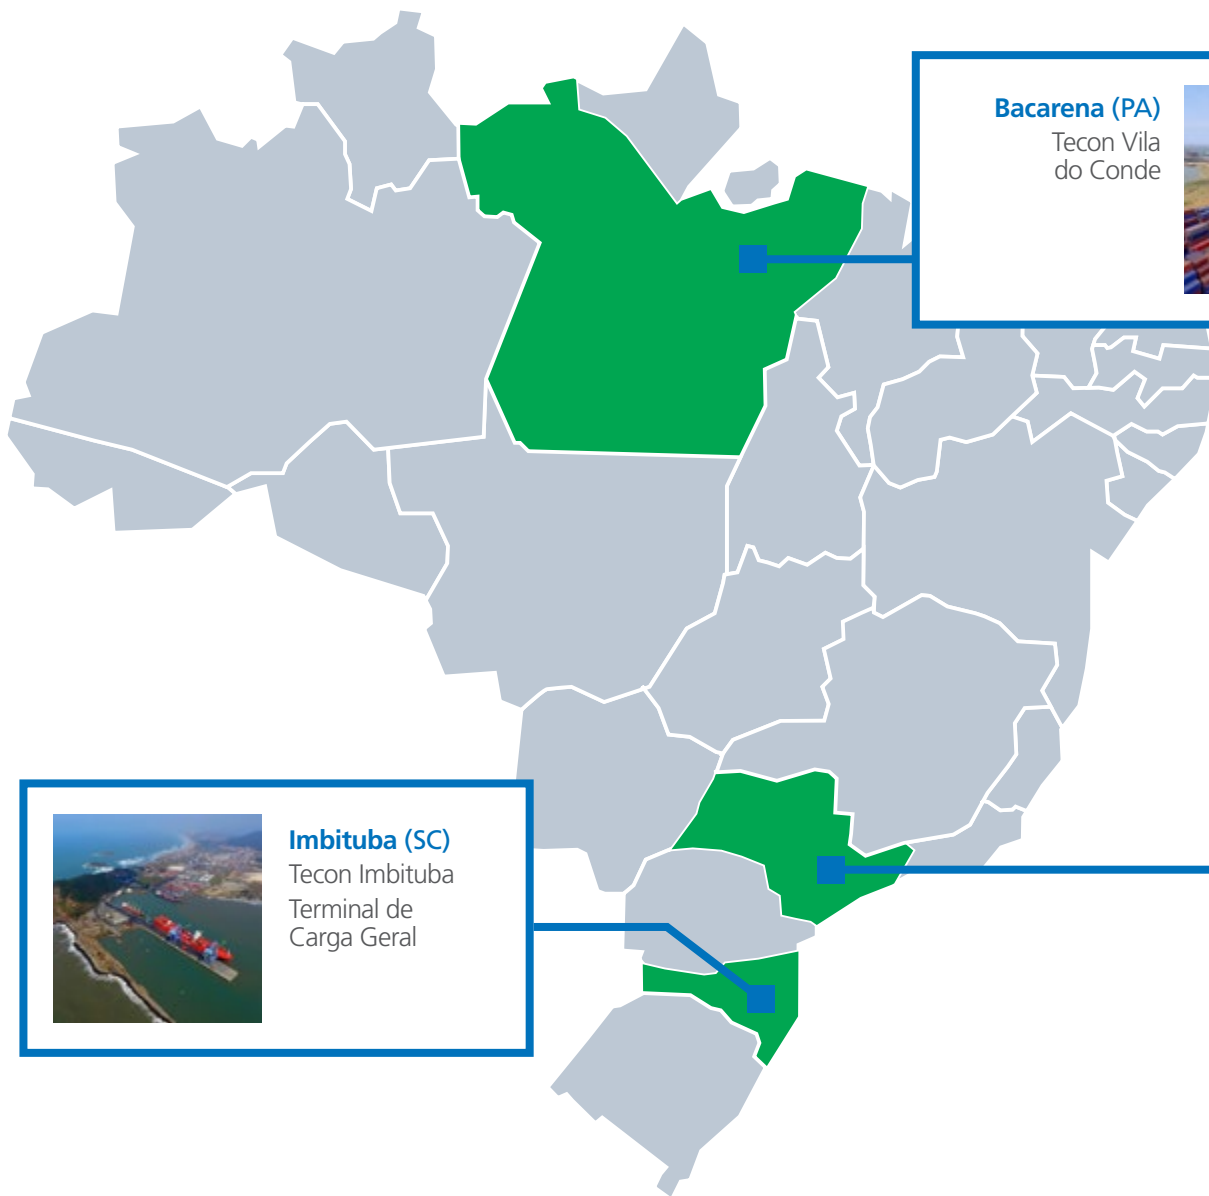 Bacarena (PA)
Tecon Vila
do Conde
Imbituba (SC)
Tecon Imbituba
Terminal de
Carga Geral